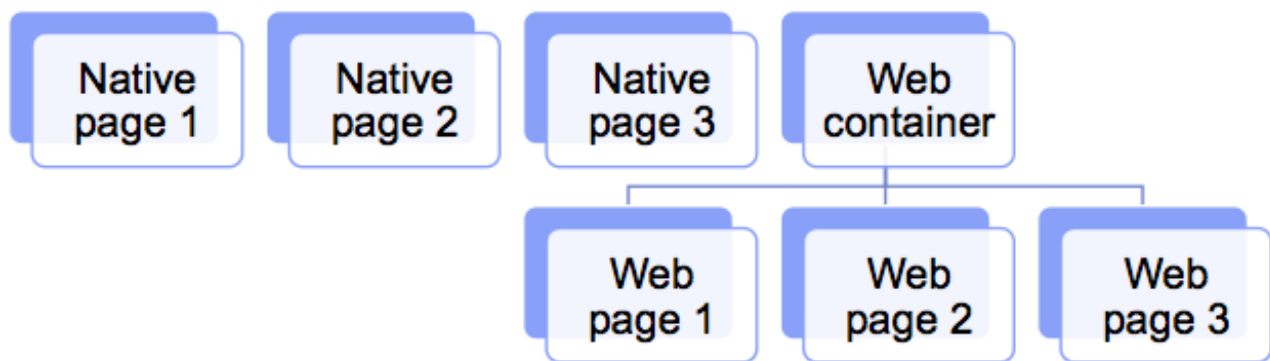 Native
page 1
Native
page 2
Native
page 3
Web
container
Web
page 1
Web
page 2
Web
page 3